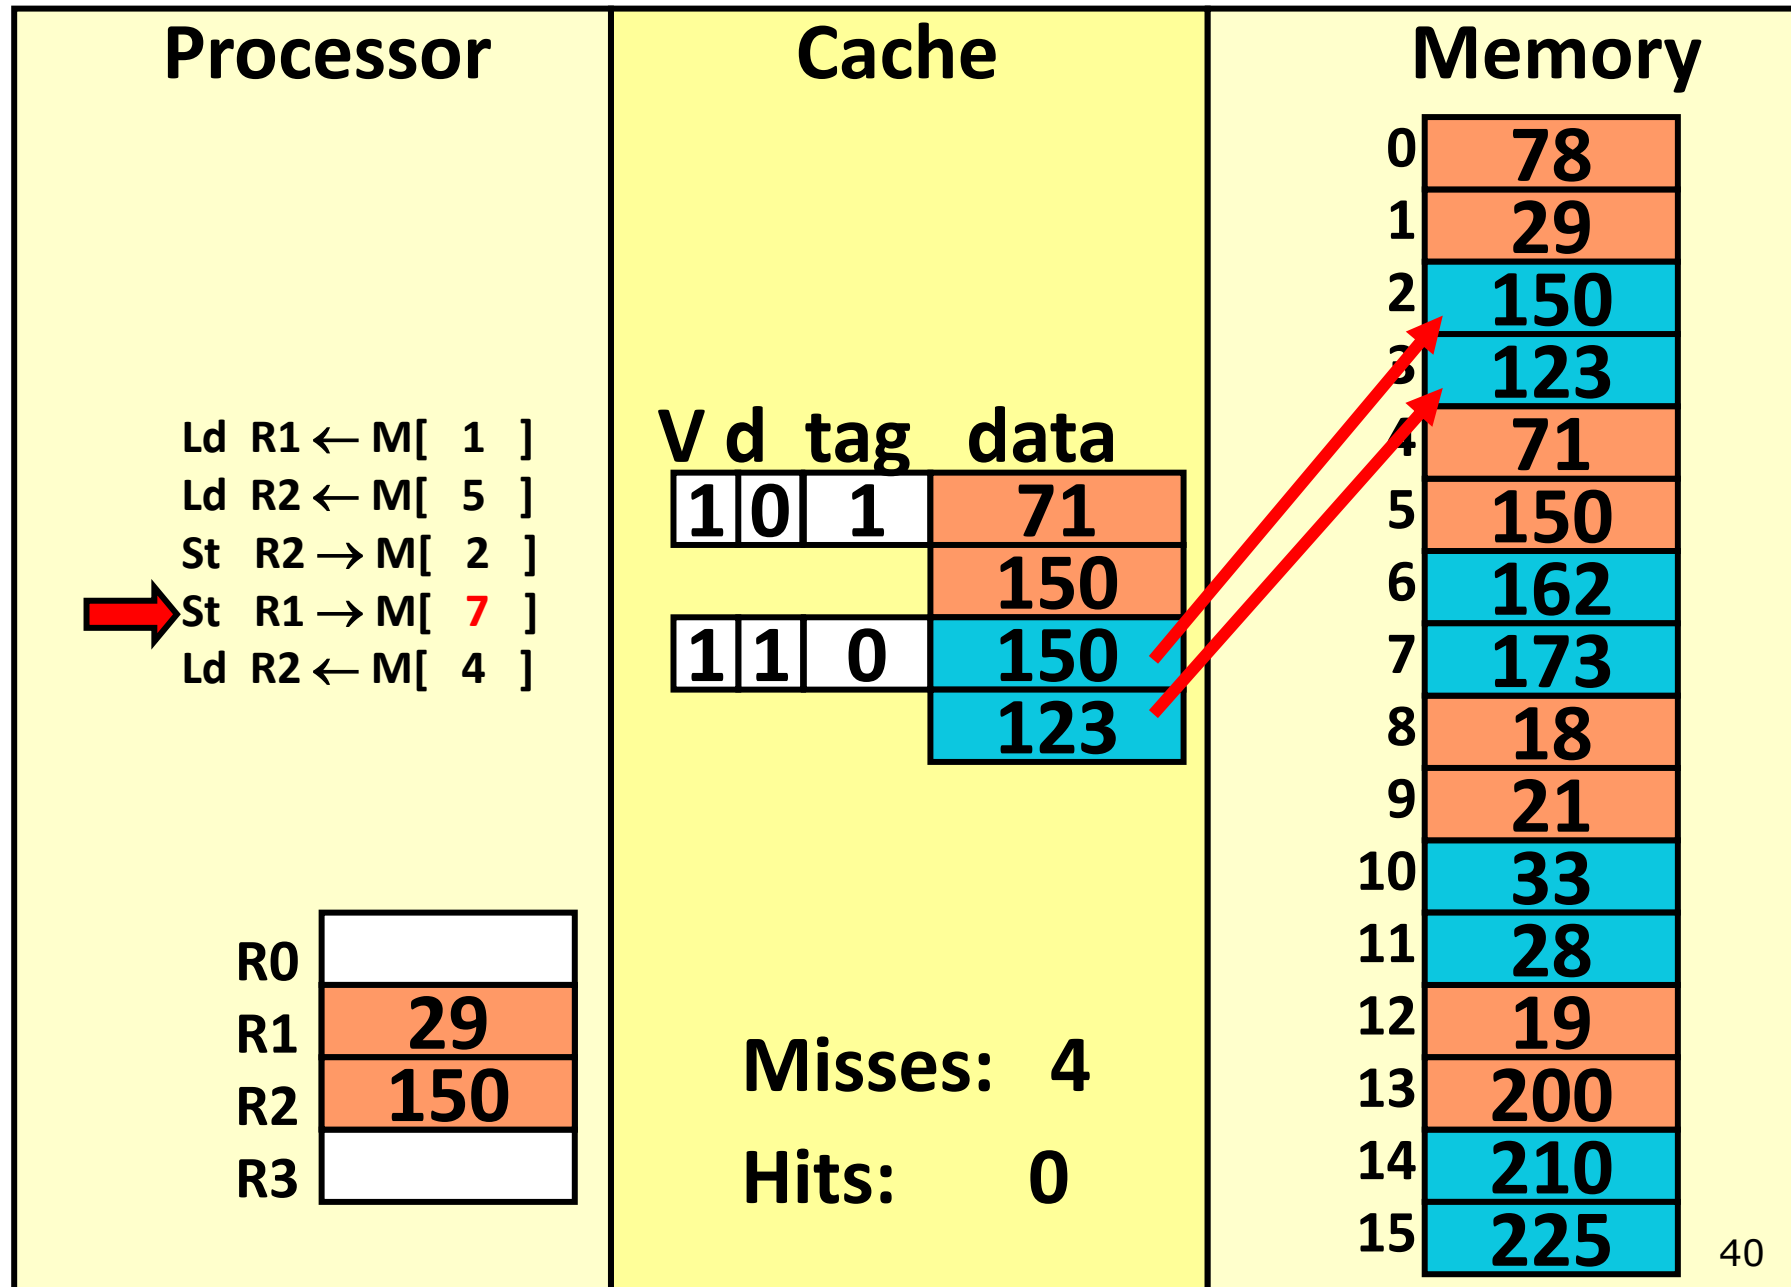 Processor
Ld R1 ← M[ 1 ]
Ld R2 ← M[ 5 ]
St R2 → M[ 2 ]
St R1 → M[ 7 ]
Ld R2 ← M[ 4 ]
R0
R1 29
R2 150
R3
Cache
V d tag data
1 0 1 71
150
1 1 0 150
123
Misses: 4
Hits: 0
Memory
0 78
1 29
2 150
3 123
4 71
5 150
6 162
7 173
8 18
9 21
10 33
11 28
12 19
13 200
14 210
15 225
40